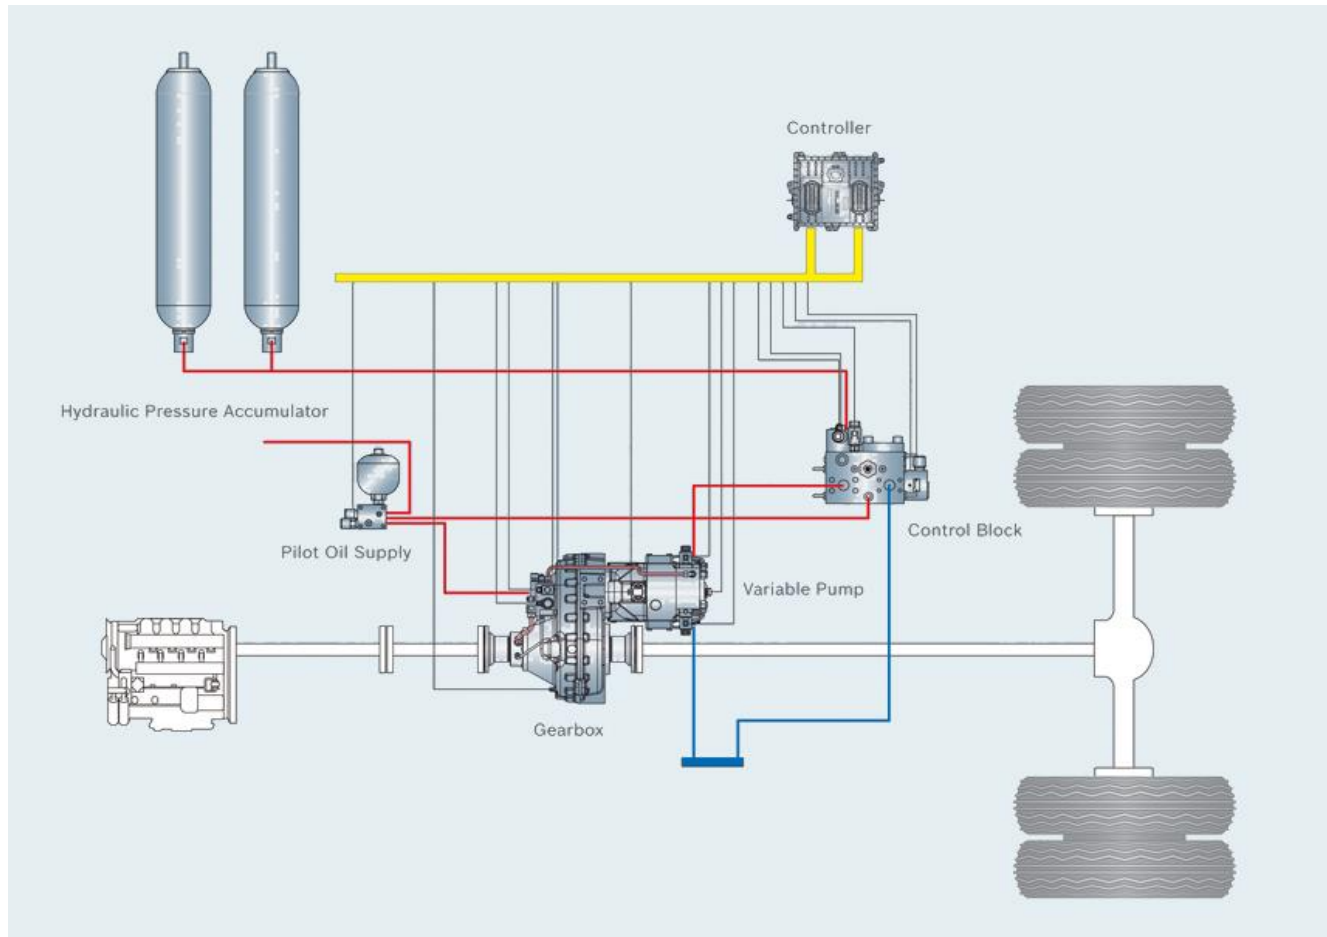 Controller
Hydraulic Pressure Accumulator
Control Block
Pilot Oil Supply
Variable Pump
Gearbox